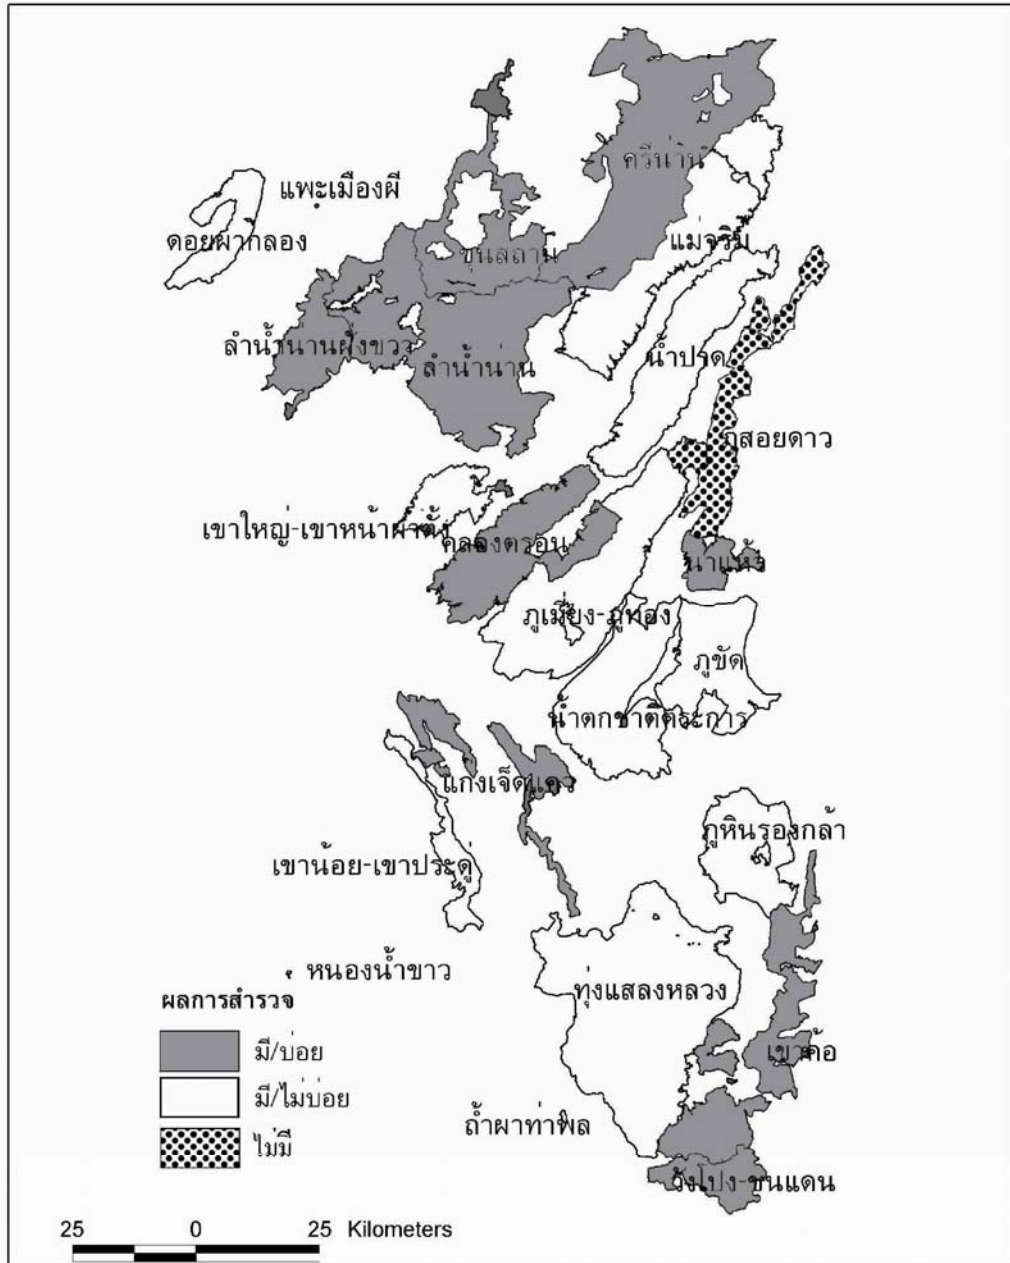 ศรีน่าน
แพะเมืองผี
ดอยผากลอง
แม่จริม
ขุนสถาน
ลำน้ำน่านฝั่งขวา
ลำน้ำน่าน
น้ำปาด
ภูสอยดาว
เขาใหญ่-เขาหน้าผาตั้ง
คลองตรอน
นาแห้ว
ภูเมี่ยง-ภูทอง
ภูขัด
น้ำตกชาติตระการ
แก่งเจ็ดแคว
ภูหินร่องกล้า
เขาน้อย-เขาประดู่
หนองน้ำขาว
ทุ่งแสลงหลวง
ผลการสำรวจ
มี/บ่อย
เขาค้อ
มี/ไม่บ่อย
ถ้ำผาท่าพล
ไม่มี
วังโป่ง-ชนแดน
25 0 25 Kilometers